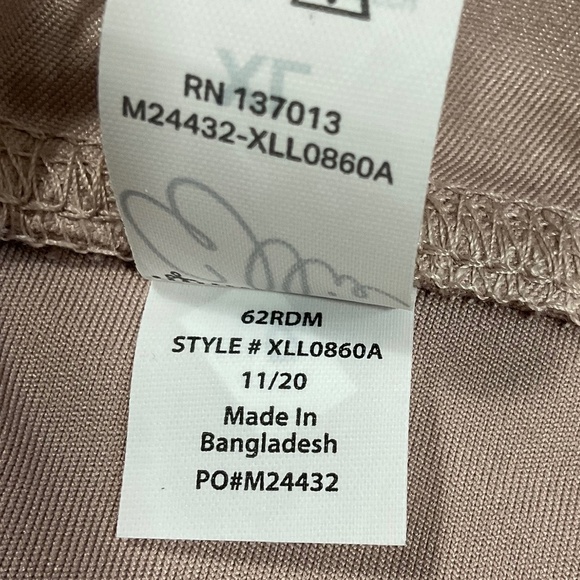 RN 137013
M24432-XLL0860A
62RDM
STYLE # XLL0860A
11/20
Made In
Bangladesh
PO#M24432